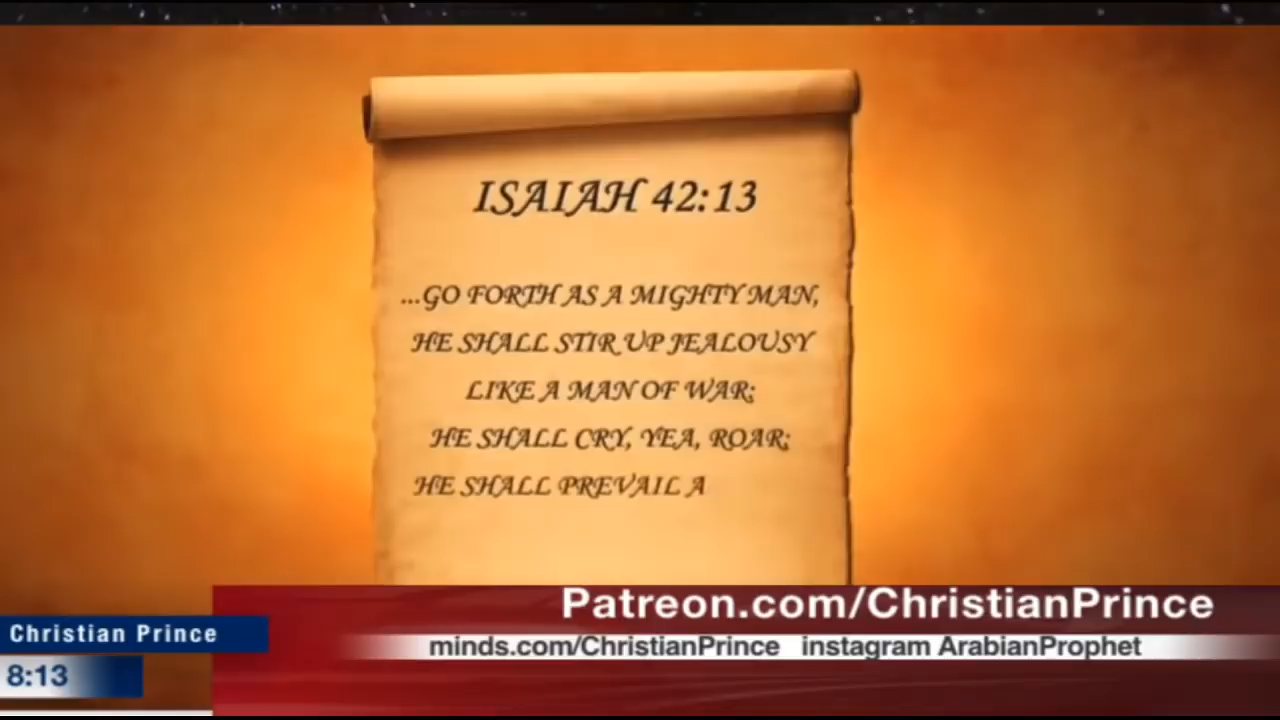 ISAIAH 42:13
...GO FORTH AS A MIGHTY MAN,
HE SHALL STIR UP JEALOUSY
LIKE A MAN OF WAR;
HE SHALL CRY, YEA, ROAR;
HE SHALL PREVAIL A
Patreon.com/ChristianPrince
Christian Prince
minds.com/ChristianPrince instagram ArabianProphet
8:13